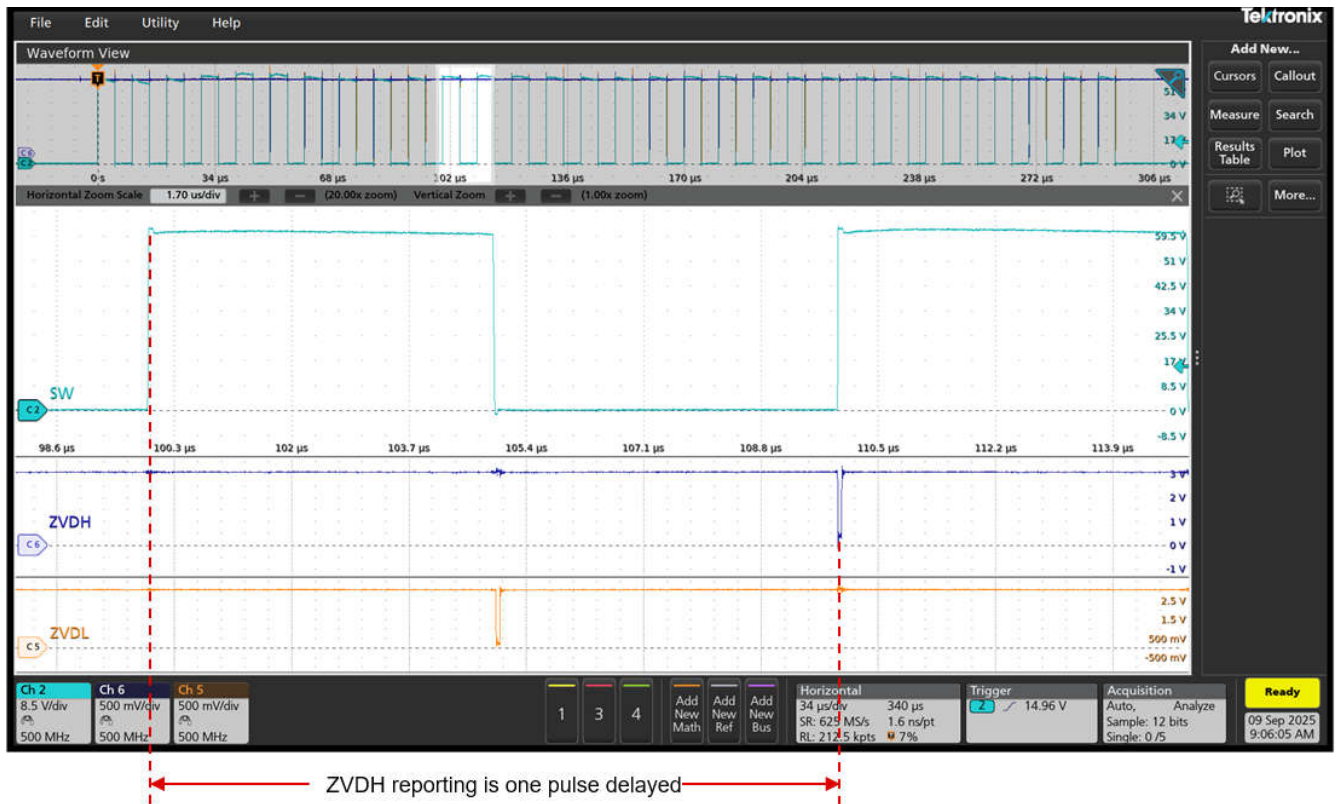 Tektronix
File Edit Utility Help
Waveform View
Add New...
Cursors Callout
Measure Search
Results Table Plot
More...
T
C6
C2
51
34 V
17
0 V
0 s 34 µs 68 µs 102 µs 136 µs 170 µs 204 µs 238 µs 272 µs 306 µs
Horizontal Zoom Scale 1.70 us/div + − (20.00x zoom) Vertical Zoom + − (1.00x zoom)
59.5 V
51 V
42.5 V
34 V
25.5 V
17 V
8.5 V
SW
C2
0 V
-8.5 V
98.6 µs 100.3 µs 102 µs 103.7 µs 105.4 µs 107.1 µs 108.8 µs 110.5 µs 112.2 µs 113.9 µs
3 V
2 V
ZVDH
1 V
C6
0 V
-1 V
2.5 V
1.5 V
ZVDL
500 mV
C5
-500 mV
Ch 2
8.5 V/div
500 MHz
Ch 6
500 mV/div
500 MHz
Ch 5
500 mV/div
500 MHz
1 3 4
Add New Math
Add New Ref
Add New Bus
Horizontal
34 µs/div 340 µs
SR: 625 MS/s 1.6 ns/pt
RL: 212.5 kpts 7%
Trigger
2 14.96 V
Acquisition
Auto, Analyze
Sample: 12 bits
Single: 0 /5
Ready
09 Sep 2025
9:06:05 AM
ZVDH reporting is one pulse delayed